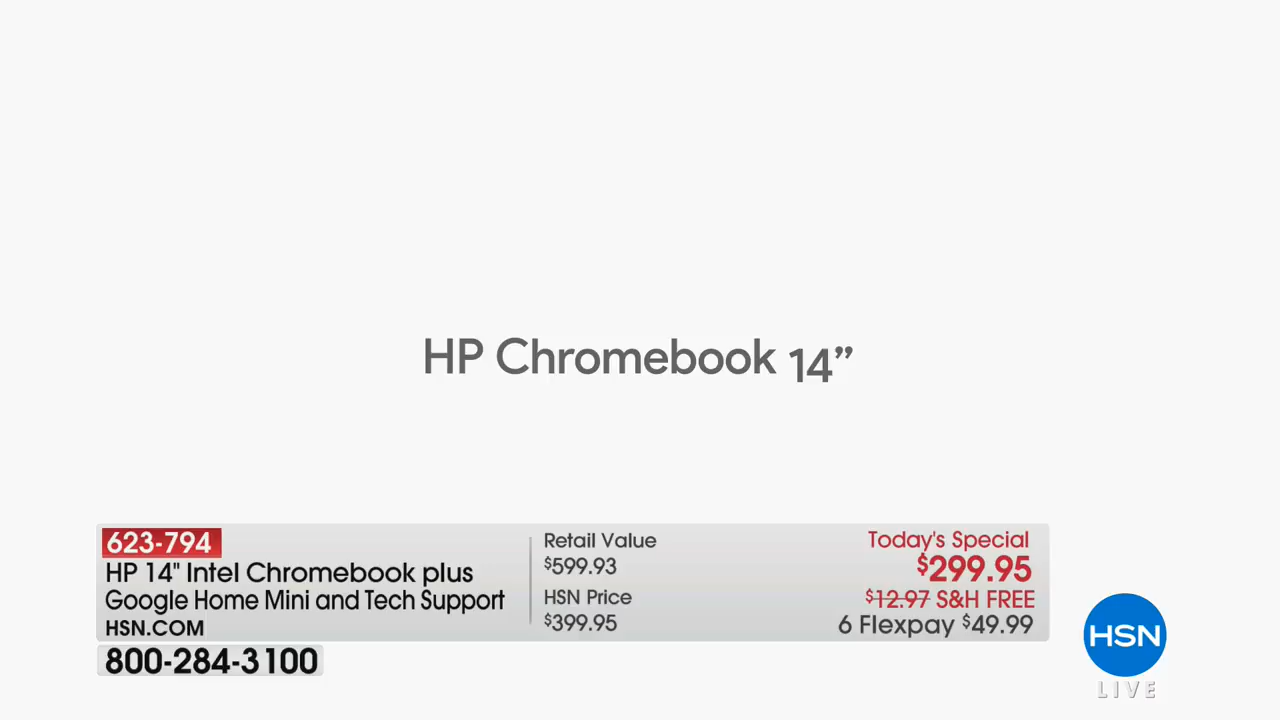 HP Chromebook 14”
623-794
HP 14" Intel Chromebook plus
Google Home Mini and Tech Support
HSN.COM
800-284-3100
Retail Value
$599.93
HSN Price
$399.95
Today's Special
$299.95
$12.97 S&H FREE
6 Flexpay $49.99
HSN
LIVE